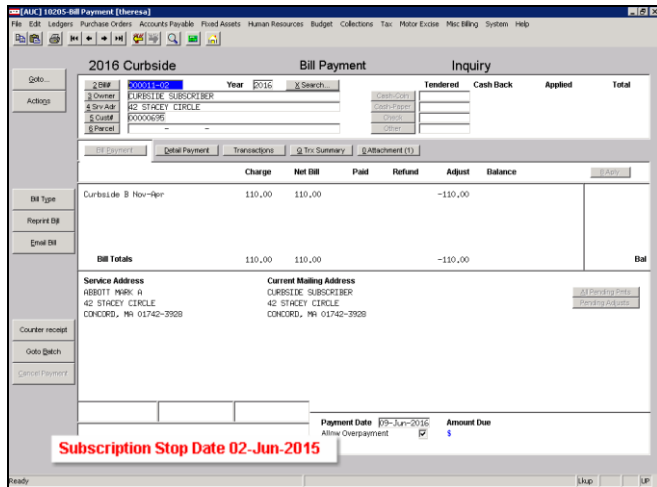 [AUC] 10205-Bill Payment [theresa]
File Edit Ledgers Purchase Orders Accounts Payable Fixed Assets Human Resources Budget Collections Tax Motor Excise Misc Billing System Help
2016 Curbside Bill Payment Inquiry
Goto...
Actions
2 Bill# 000011-02 Year 2016 X Search... Tendered Cash Back Applied Total
3 Owner CURBSIDE SUBSCRIBER Cash-Coin
4 Srv Adr 42 STACEY CIRCLE Cash-Paper
5 Cust# 00000695 Check
6 Parcel - - Other
Bill Payment Detail Payment Transactions Q Trx Summary 0 Attachment (1)
Charge Net Bill Paid Refund Adjust Balance
Curbside B Nov-Apr 110.00 110.00 -110.00
Bill Type
Reprint Bill
Email Bill
Bill Totals 110.00 110.00 -110.00 Bal
Service Address Current Mailing Address
ABBOTT MARK A CURBSIDE SUBSCRIBER
42 STACEY CIRCLE 42 STACEY CIRCLE
CONCORD, MA 01742-3928 CONCORD, MA 01742-3928
All Pending Pmts
Pending Adjusts
Counter receipt
Goto Batch
Cancel Payment
Payment Date 09-Jun-2016 Amount Due
Allow Overpayment $
Subscription Stop Date 02-Jun-2015
Ready Lkup UP